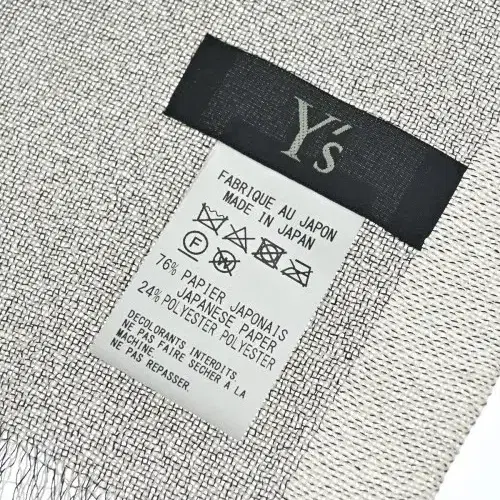 Y's
FABRIQUE AU JAPON
MADE IN JAPAN
F
76% PAPIER JAPONAIS
JAPANESE PAPER
24% POLYESTER POLYESTER
DECOLORANTS INTERDITS
NE PAS FAIRE SÉCHER À LA
MACHINE.
NE PAS REPASSER